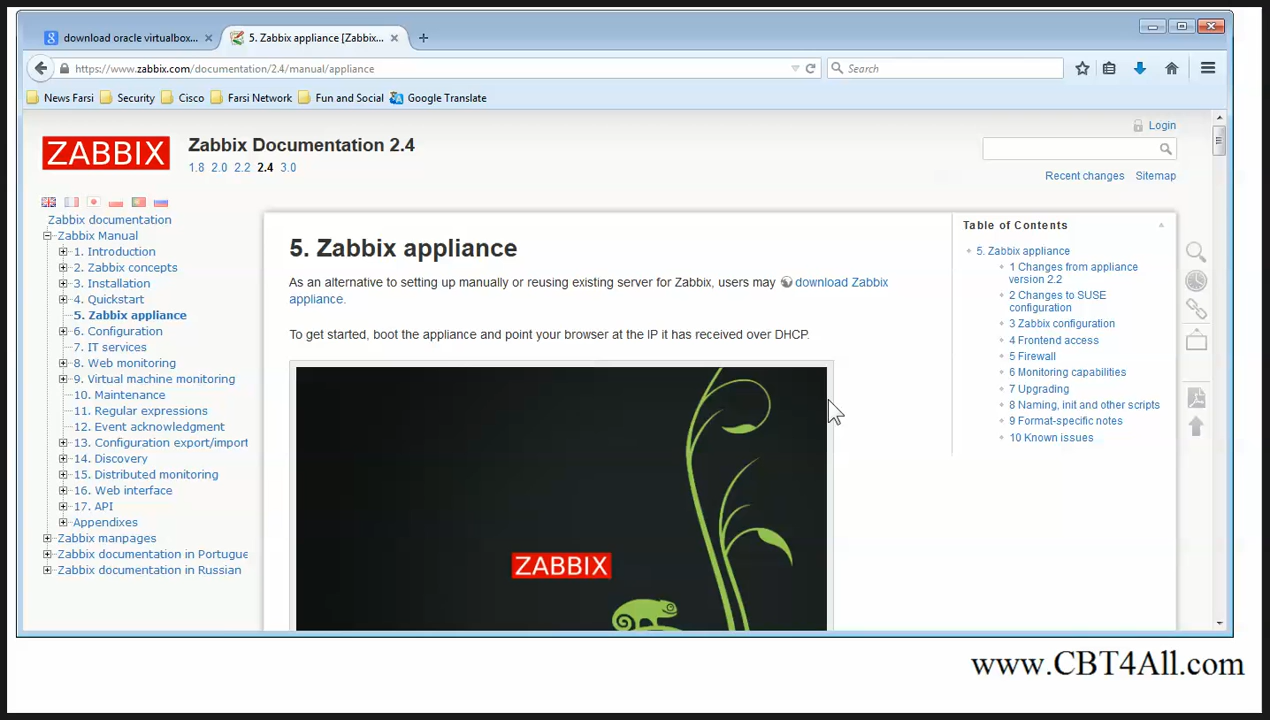 download oracle virtualbox...
5. Zabbix appliance [Zabbix...
https://www.zabbix.com/documentation/2.4/manual/appliance
Search
News Farsi
Security
Cisco
Farsi Network
Fun and Social
Google Translate
ZABBIX
Zabbix Documentation 2.4
1.8 2.0 2.2 2.4 3.0
Login
Recent changes Sitemap
Zabbix documentation
Zabbix Manual
1. Introduction
2. Zabbix concepts
3. Installation
4. Quickstart
5. Zabbix appliance
6. Configuration
7. IT services
8. Web monitoring
9. Virtual machine monitoring
10. Maintenance
11. Regular expressions
12. Event acknowledgment
13. Configuration export/import
14. Discovery
15. Distributed monitoring
16. Web interface
17. API
Appendixes
Zabbix manpages
Zabbix documentation in Portugue
Zabbix documentation in Russian
5. Zabbix appliance
As an alternative to setting up manually or reusing existing server for Zabbix, users may download Zabbix
appliance.
To get started, boot the appliance and point your browser at the IP it has received over DHCP.
ZABBIX
Table of Contents
5. Zabbix appliance
1 Changes from appliance
version 2.2
2 Changes to SUSE
configuration
3 Zabbix configuration
4 Frontend access
5 Firewall
6 Monitoring capabilities
7 Upgrading
8 Naming, init and other scripts
9 Format-specific notes
10 Known issues
www.CBT4All.com